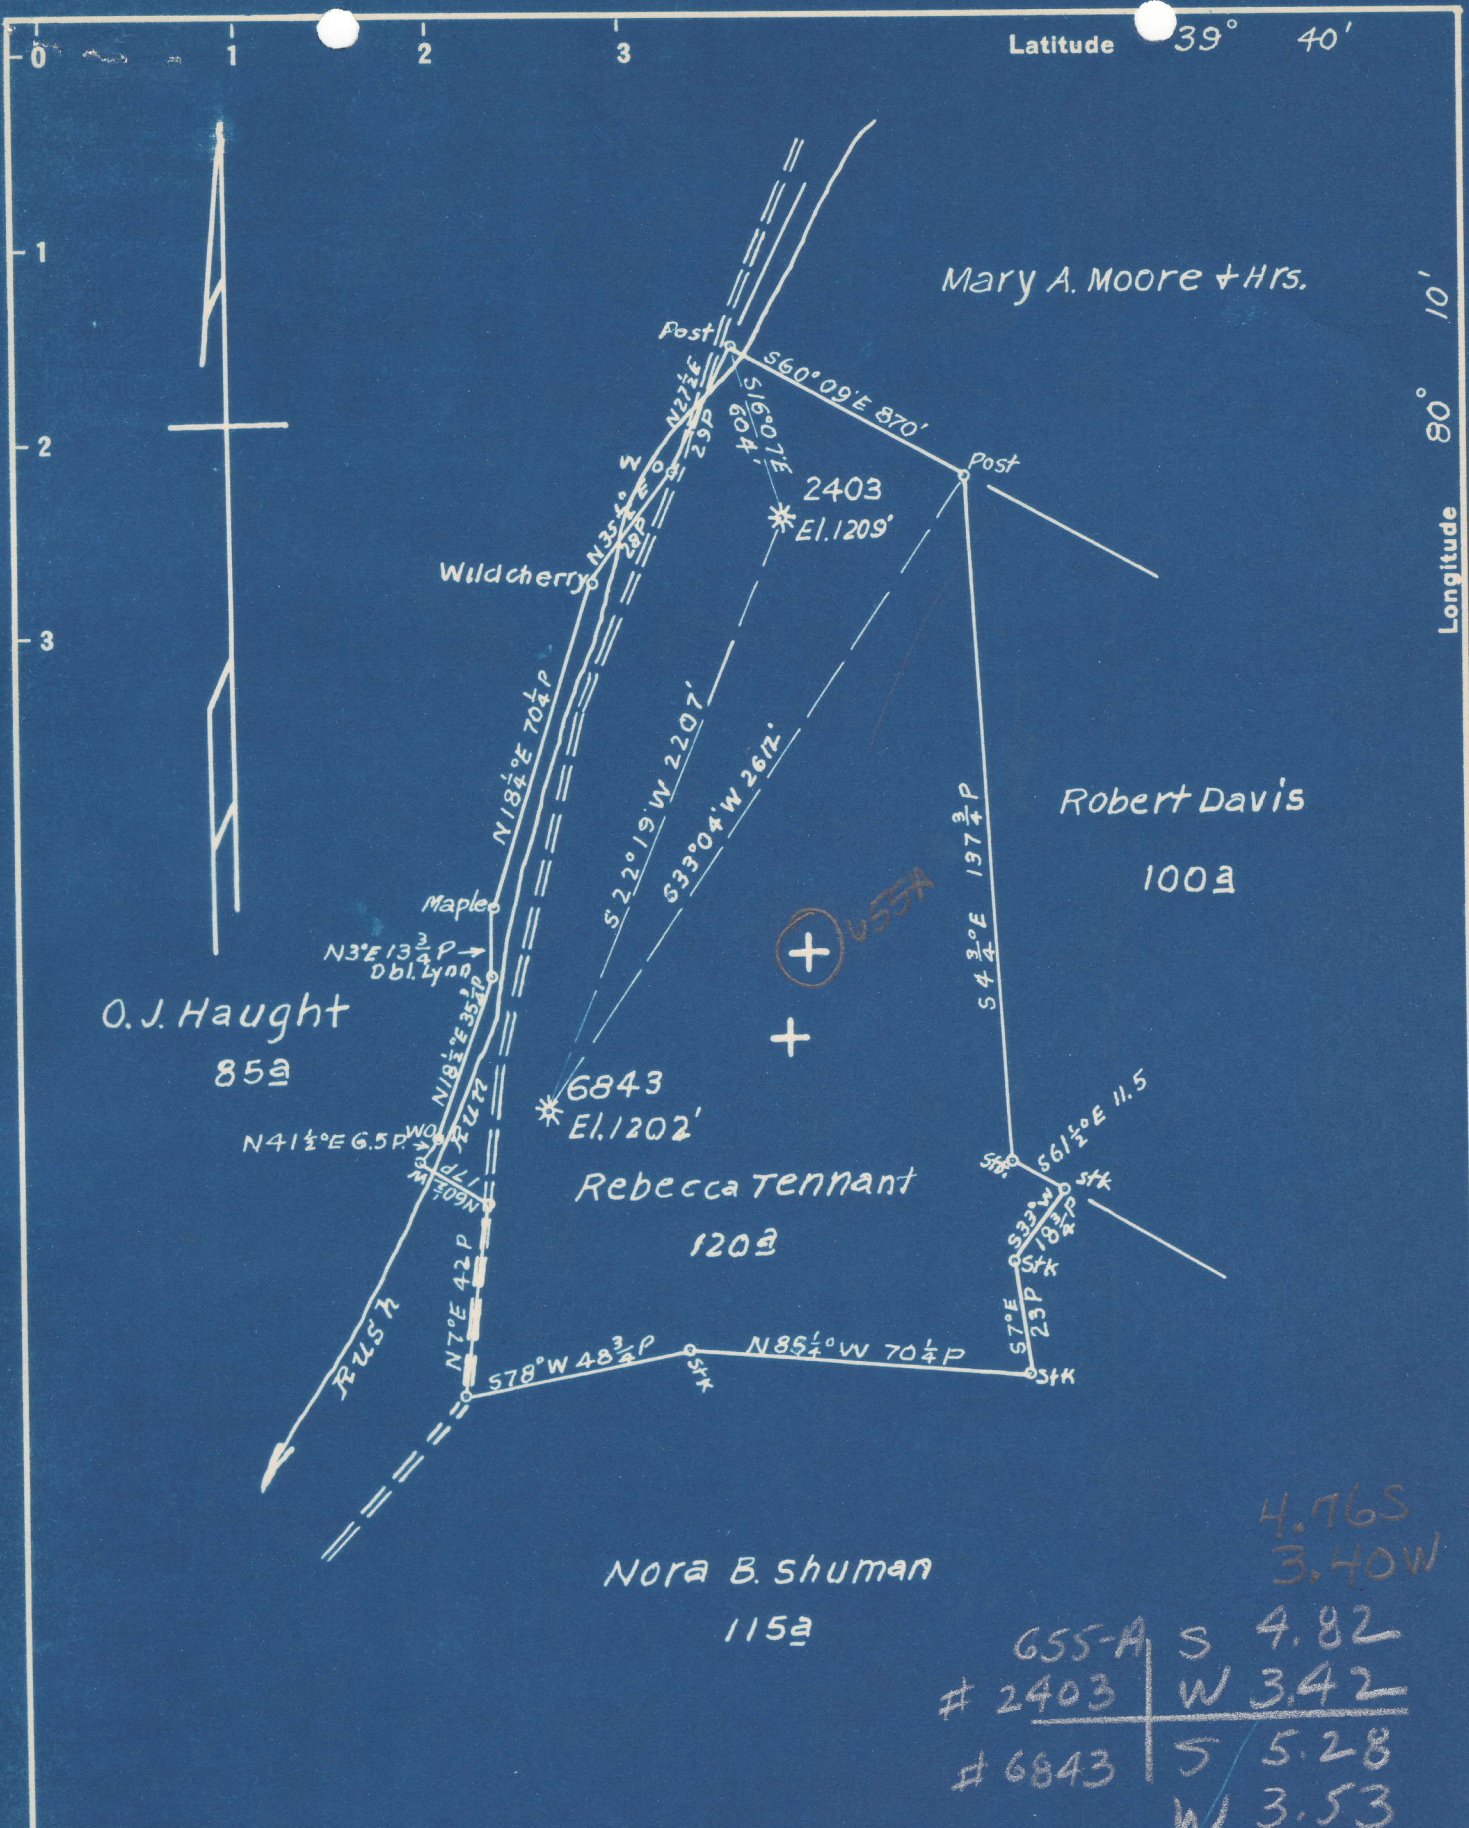 0 1 2 3 Latitude 39° 40'
1
2
3
Longitude 80° 10'
Mary A. Moore + Hrs.
Post
S60°09'E 870'
Post
N27½E
29P
S16°07'E
604'
2403
El.1209'
W
N35½°E
28P
Wildcherry
N18¼°E 70¼P
S22°19'W 2207'
S33°04'W 2612'
S4¾°E 137¾P
Robert Davis
100a
Maple
N3°E 13¾P
Dbl. Lynn
655A
O.J. Haught
85a
N18½°E 35¼P
6843
El.1202'
N41½°E 6.5P.
WO
W
N60½
17P
Run
Rush
Rebecca Tennant
120a
Stk.
S61½°E 11.5
Stk
S33°W
18¾P
Stk
S7°E
23P
Stk
N7°E 42P
S78°W 48¾P
Stk
N85¼°W 70¼P
Nora B. Shuman
115a
4.76S
3.40W
655-A S 4.82
# 2403 W 3.42
# 6843 S 5.28
W 3.53